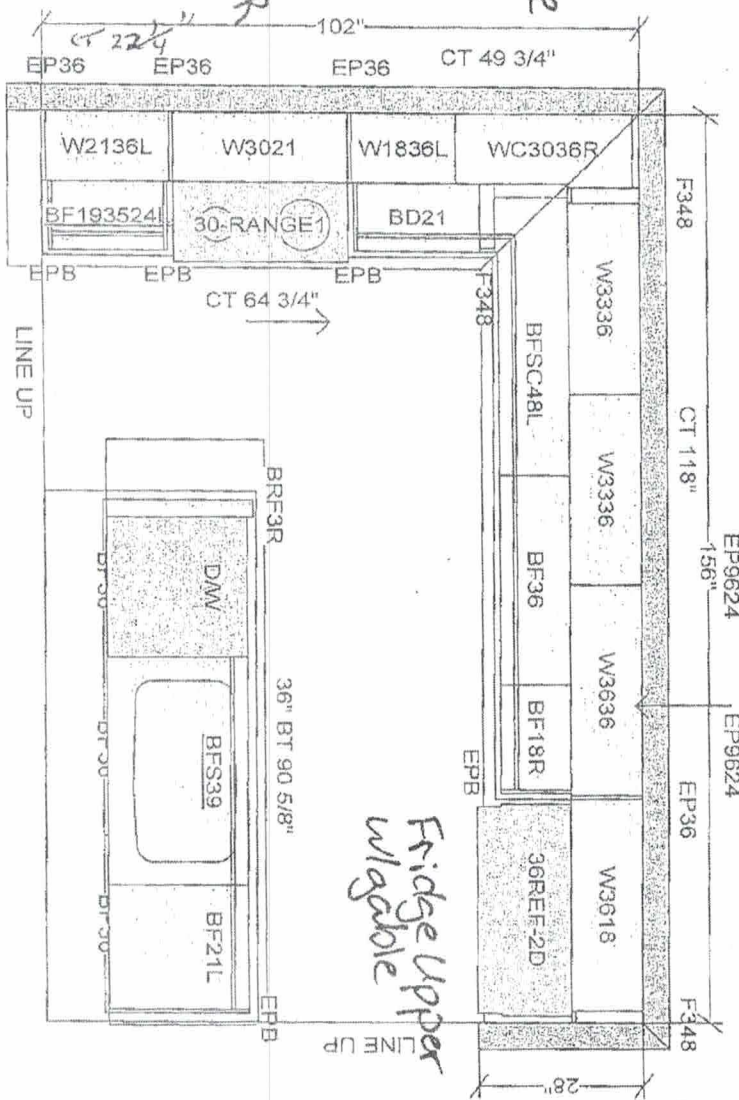 102"
CT 22 1/4"
EP36
EP36
EP36
CT 49 3/4"
W2136L
W3021
W1836L
WC3036R
BF193524L
30-RANGE1
BD21
EPB
EPB
EPB
F348
CT 64 3/4"
LINE UP
F348
W3336
BFSC48L
CT 118"
156"
W3336
BF36
EP9624
W3636
BF18R
EP9624
EPB
EP36
W3618
36REF-2D
F348
28"
Fridge Upper
w/gable
LINE UP
BRF3R
D/W
36" BT 90 5/8"
BFS39
BF21L
EPB